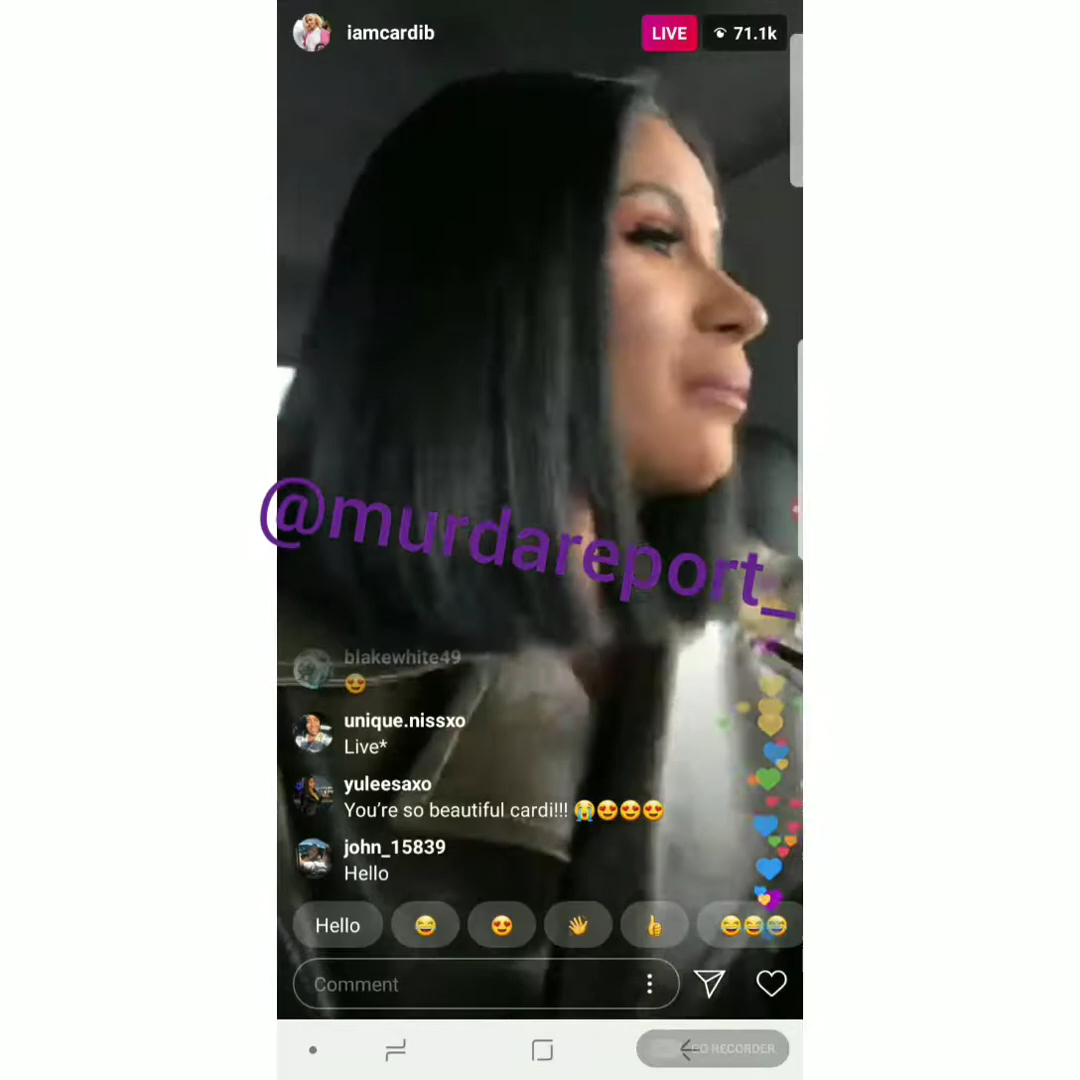 iamcardib
LIVE
71.1k
@murdareport_
blakewhite49
😍
unique.nissxo
Live*
yuleesaxo
You’re so beautiful cardi!!! 😭😍😍😍
john_15839
Hello
Hello 😂 😍 👋 👍 😂😂😂
Comment
RECORDER